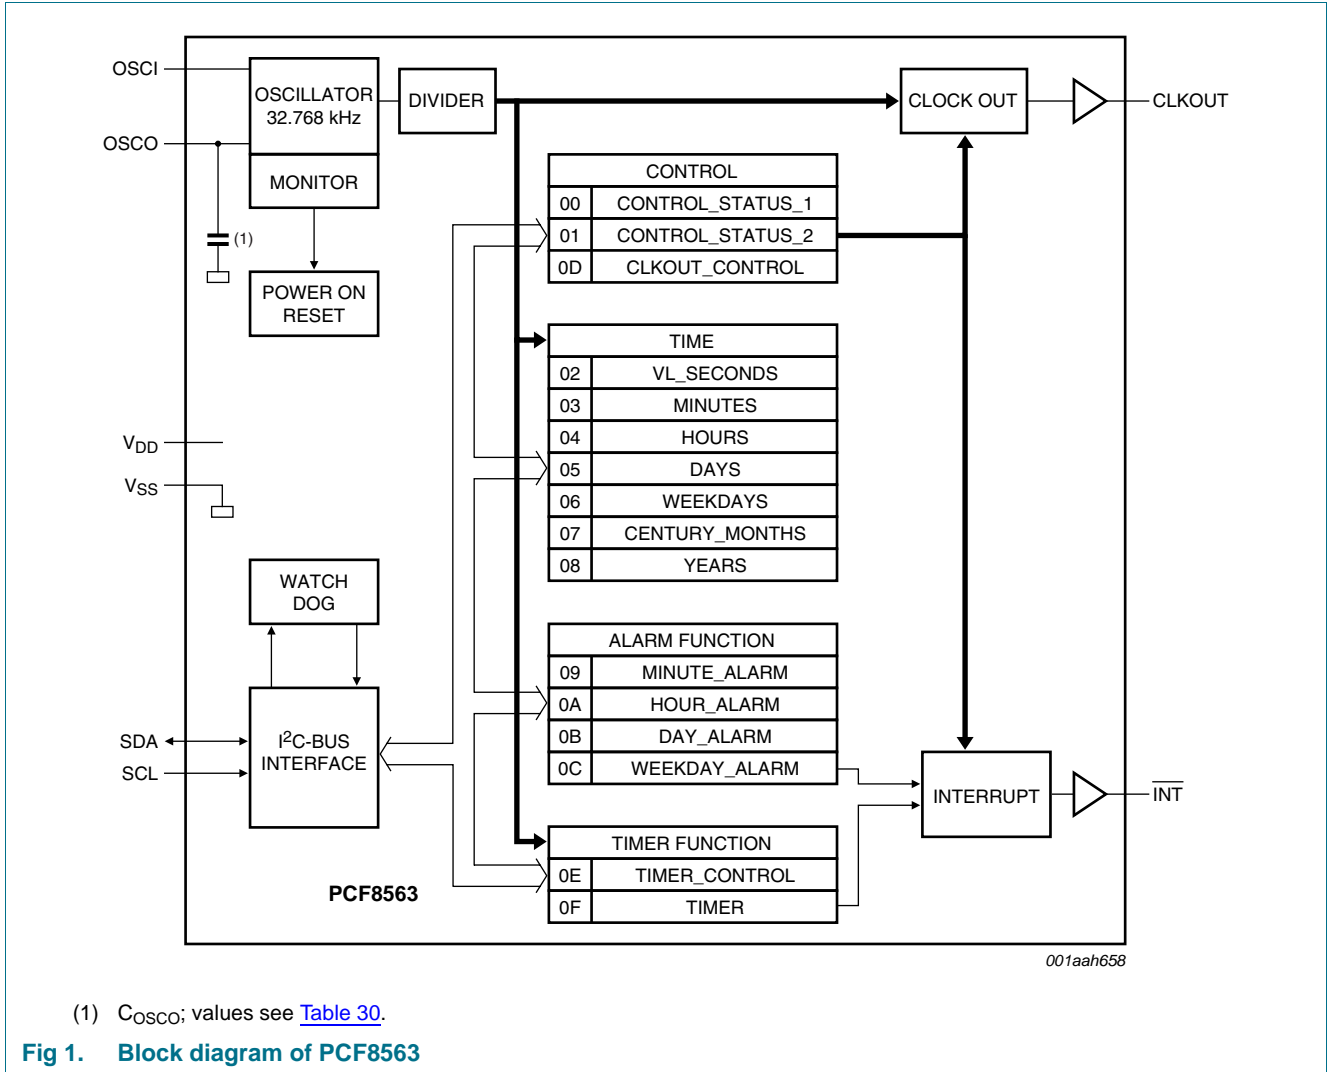 OSCI
OSCO
OSCILLATOR
32.768 kHz
MONITOR
DIVIDER
CLOCK OUT
CLKOUT
(1)
POWER ON
RESET
CONTROL
00 CONTROL_STATUS_1
01 CONTROL_STATUS_2
0D CLKOUT_CONTROL
TIME
02 VL_SECONDS
03 MINUTES
04 HOURS
05 DAYS
06 WEEKDAYS
07 CENTURY_MONTHS
08 YEARS
VDD
VSS
WATCH
DOG
SDA
SCL
I2C-BUS
INTERFACE
ALARM FUNCTION
09 MINUTE_ALARM
0A HOUR_ALARM
0B DAY_ALARM
0C WEEKDAY_ALARM
INTERRUPT
INT
TIMER FUNCTION
0E TIMER_CONTROL
0F TIMER
PCF8563
001aah658
(1) COSCO; values see Table 30.
Fig 1. Block diagram of PCF8563